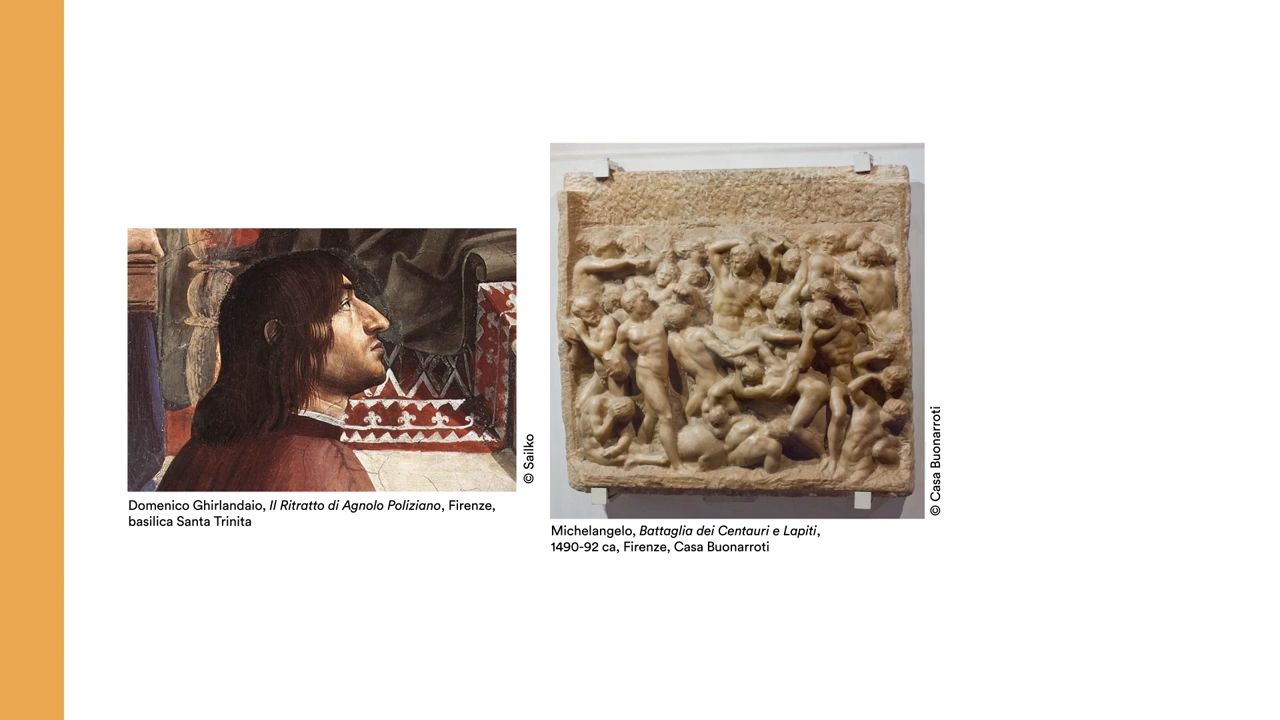 © Sailko
Domenico Ghirlandaio, Il Ritratto di Agnolo Poliziano, Firenze,
basilica Santa Trinita
© Casa Buonarroti
Michelangelo, Battaglia dei Centauri e Lapiti,
1490-92 ca, Firenze, Casa Buonarroti